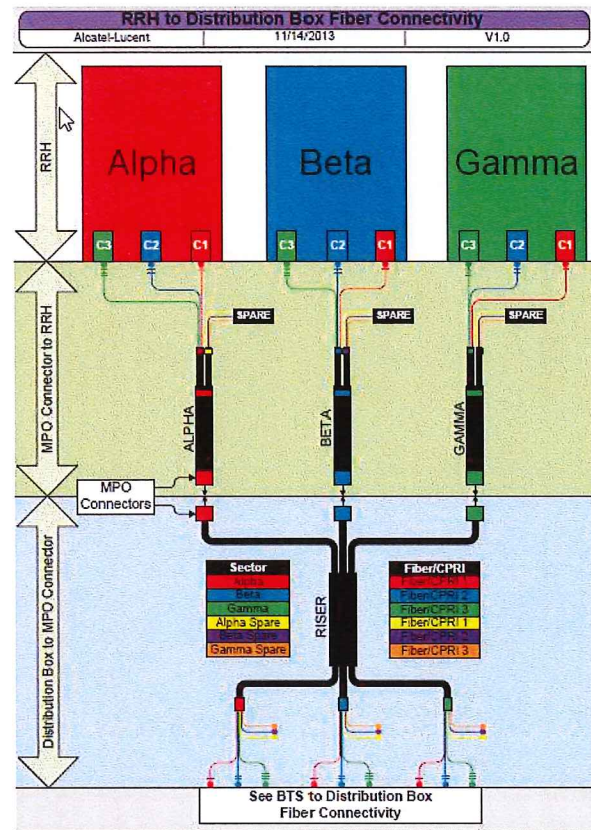 RRH to Distribution Box Fiber Connectivity
Alcatel-Lucent 11/14/2013 V1.0
RRH
Alpha
Beta
Gamma
C3 C2 C1
C3 C2 C1
C3 C2 C1
MPO Connector to RRH
SPARE
SPARE
SPARE
ALPHA
BETA
GAMMA
MPO
Connectors
Distribution Box to MPO Connector
Sector
Alpha
Beta
Gamma
Alpha Spare
Beta Spare
Gamma Spare
RISER
Fiber/CPRI
Fiber/CPRI 1
Fiber/CPRI 2
Fiber/CPRI 3
Fiber/CPRI 1
Fiber/CPRI 2
Fiber/CPRI 3
See BTS to Distribution Box
Fiber Connectivity